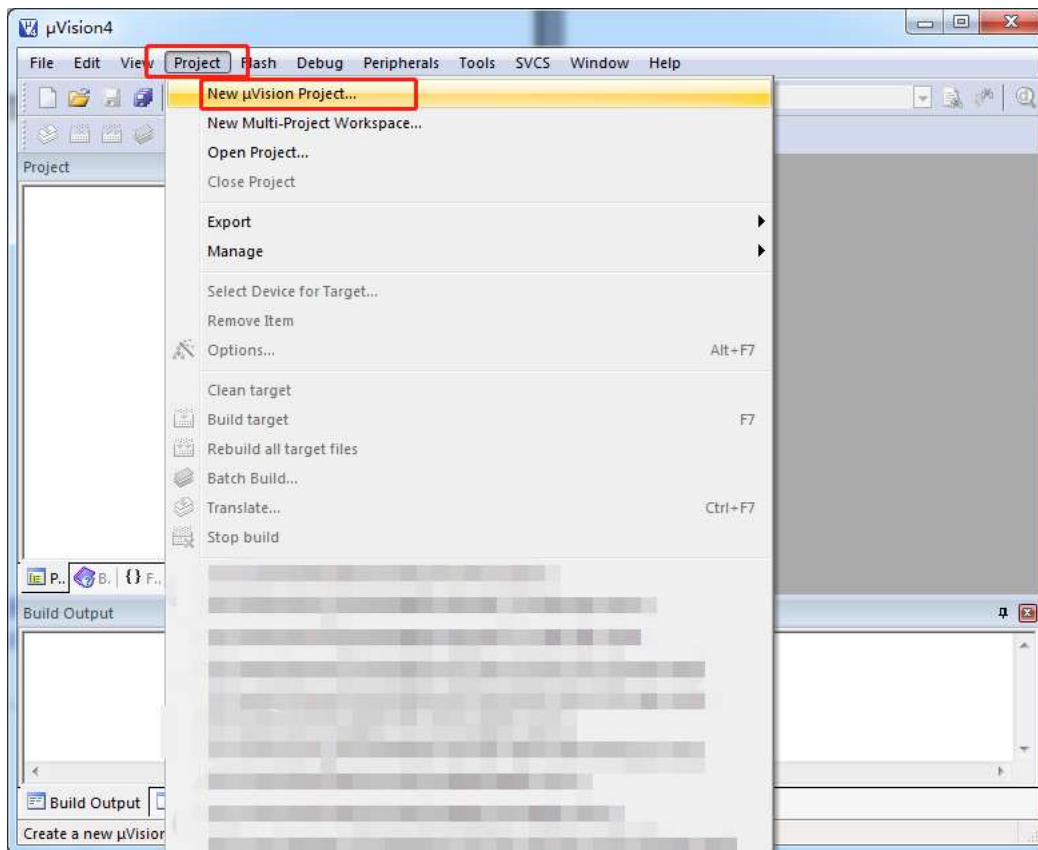 µVision4
File Edit View Project Flash Debug Peripherals Tools SVCS Window Help
New µVision Project...
New Multi-Project Workspace...
Open Project...
Project
Close Project
Export
Manage
Select Device for Target...
Remove Item
Options... Alt+F7
Clean target
Build target F7
Rebuild all target files
Batch Build...
Translate... Ctrl+F7
Stop build
P.. B. {} F..
Build Output
Build Output
Create a new µVision